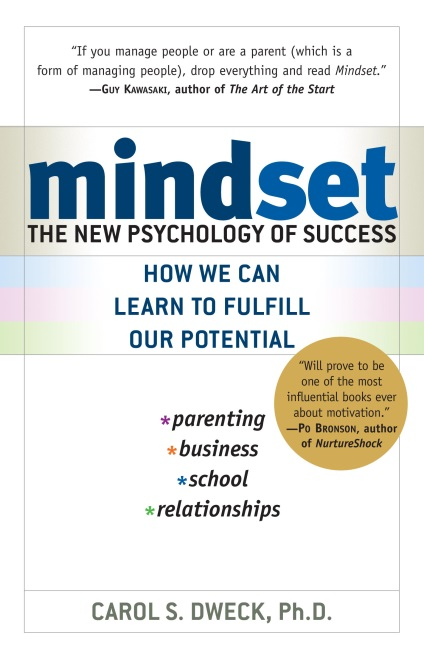 “If you manage people or are a parent (which is a
form of managing people), drop everything and read Mindset.”
—GUY KAWASAKI, author of The Art of the Start
mindset
THE NEW PSYCHOLOGY OF SUCCESS
HOW WE CAN
LEARN TO FULFILL
OUR POTENTIAL
“Will prove to be
one of the most
influential books ever
about motivation.”
—PO BRONSON, author
of NurtureShock
*parenting
*business
*school
*relationships
CAROL S. DWECK, Ph.D.